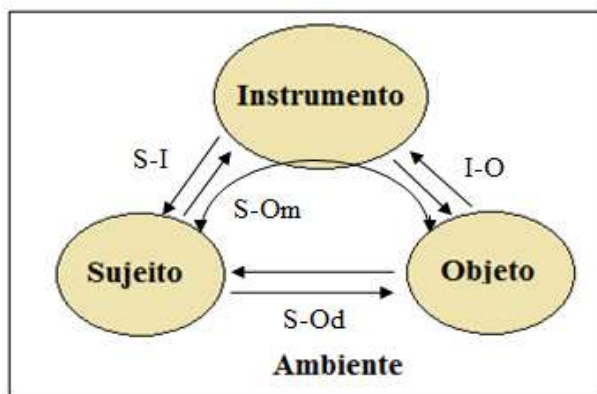 Instrumento
S-I
I-O
S-Om
Sujeito
Objeto
S-Od
Ambiente